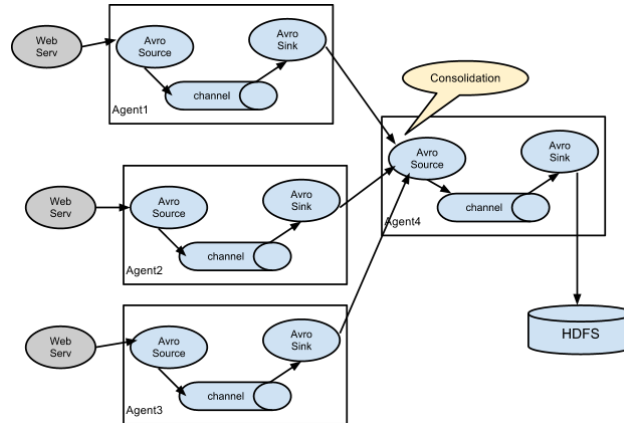 Web
Serv
Avro
Source
Avro
Sink
channel
Agent1
Consolidation
Web
Serv
Avro
Source
Avro
Sink
channel
Agent2
Avro
Source
Avro
Sink
channel
Agent4
Web
Serv
Avro
Source
Avro
Sink
channel
Agent3
HDFS